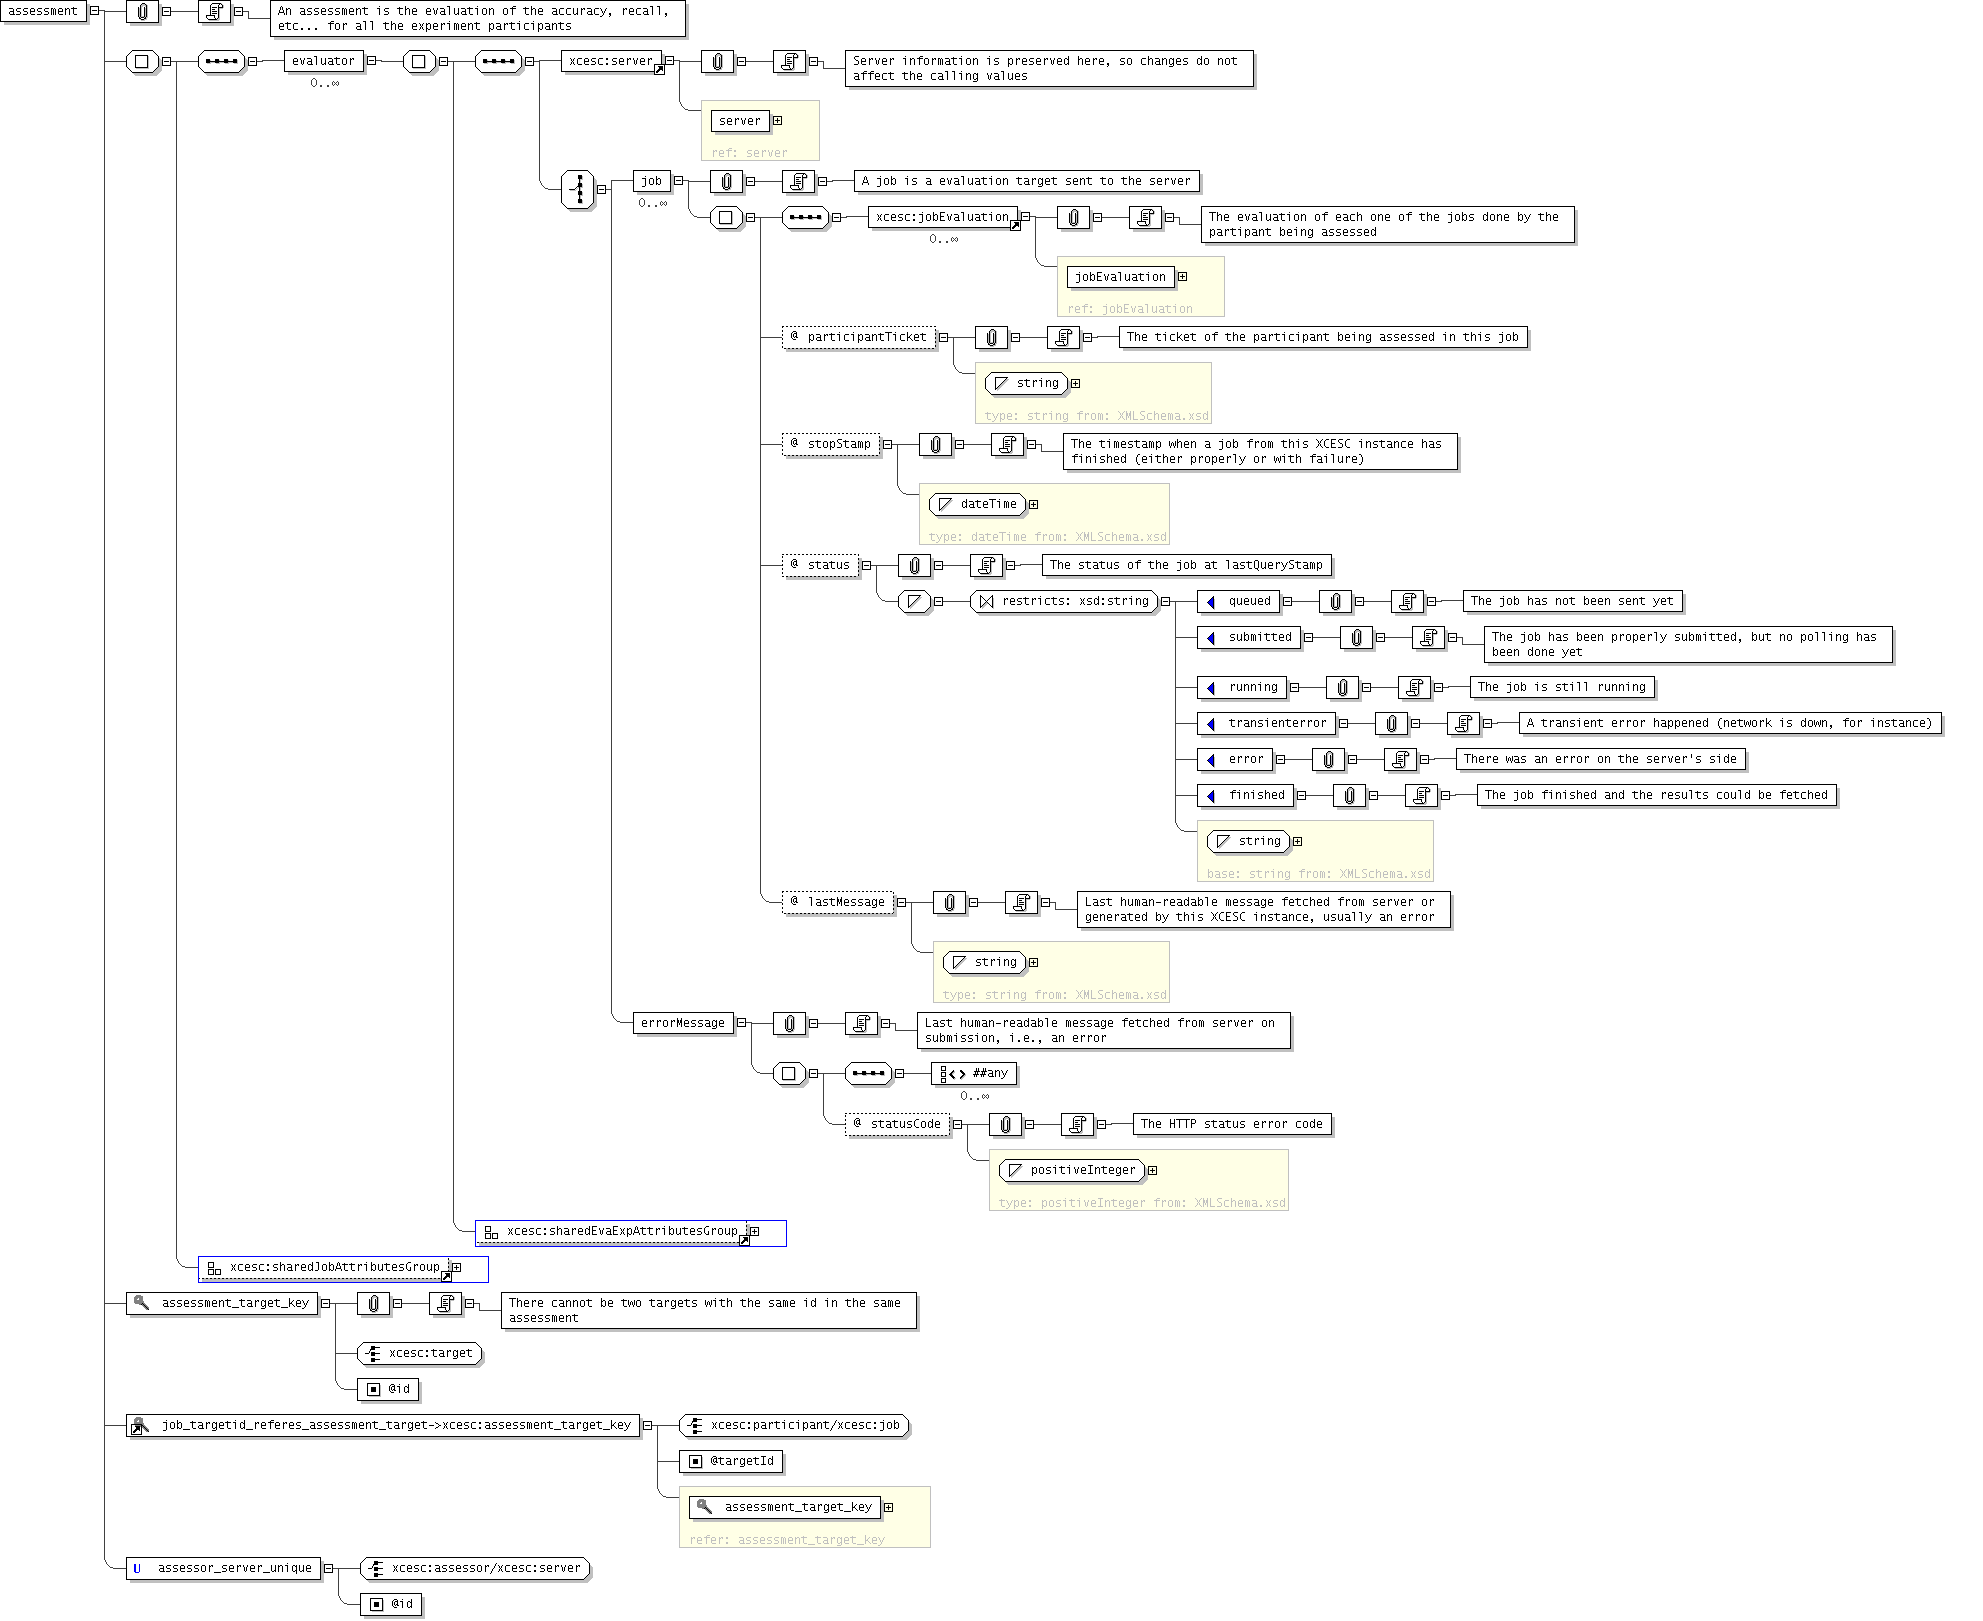 assessment
An assessment is the evaluation of the accuracy, recall,
etc... for all the experiment participants
evaluator
0..∞
xcesc:server
Server information is preserved here, so changes do not
affect the calling values
server
ref: server
job
0..∞
A job is a evaluation target sent to the server
xcesc:jobEvaluation
0..∞
The evaluation of each one of the jobs done by the
partipant being assessed
jobEvaluation
ref: jobEvaluation
@ participantTicket
The ticket of the participant being assessed in this job
string
type: string from: XMLSchema.xsd
@ stopStamp
The timestamp when a job from this XCESC instance has
finished (either properly or with failure)
dateTime
type: dateTime from: XMLSchema.xsd
@ status
The status of the job at lastQueryStamp
restricts: xsd:string
queued
The job has not been sent yet
submitted
The job has been properly submitted, but no polling has
been done yet
running
The job is still running
transienterror
A transient error happened (network is down, for instance)
error
There was an error on the server's side
finished
The job finished and the results could be fetched
string
base: string from: XMLSchema.xsd
@ lastMessage
Last human-readable message fetched from server or
generated by this XCESC instance, usually an error
string
type: string from: XMLSchema.xsd
errorMessage
Last human-readable message fetched from server on
submission, i.e., an error
##any
0..∞
@ statusCode
The HTTP status error code
positiveInteger
type: positiveInteger from: XMLSchema.xsd
xcesc:sharedEvaExpAttributesGroup
xcesc:sharedJobAttributesGroup
assessment_target_key
There cannot be two targets with the same id in the same
assessment
xcesc:target
@id
job_targetid_referes_assessment_target->xcesc:assessment_target_key
xcesc:participant/xcesc:job
@targetId
assessment_target_key
refer: assessment_target_key
U assessor_server_unique
xcesc:assessor/xcesc:server
@id